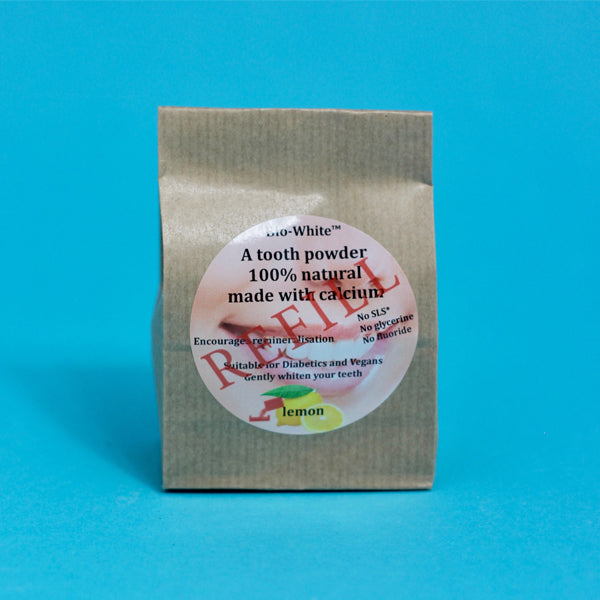 Bio-White™
A tooth powder
100% natural
made with calcium
REFILL
No SLS*
No glycerine
No fluoride
Encourages remineralisation
Suitable for Diabetics and Vegans
Gently whiten your teeth
lemon